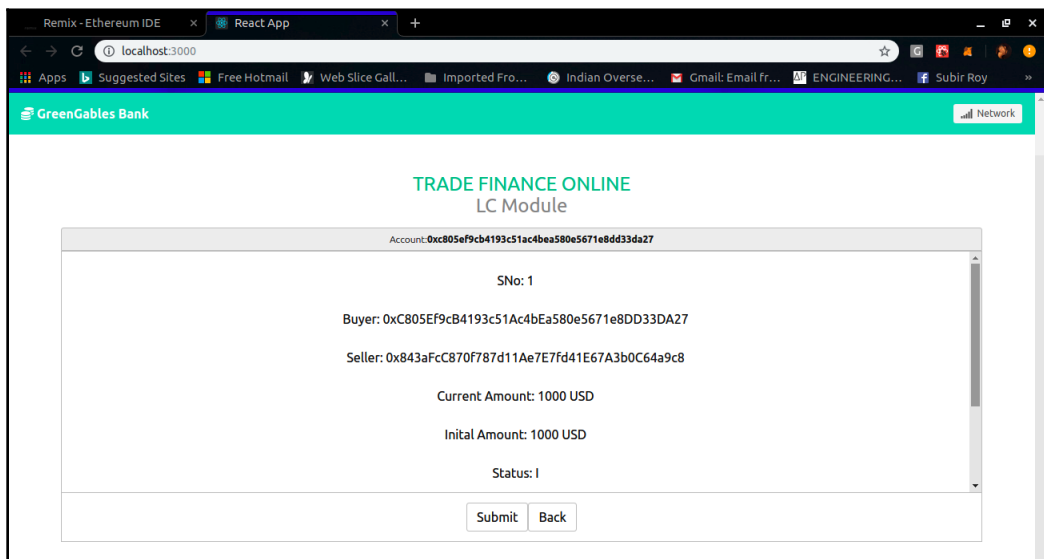 Remix - Ethereum IDE × React App × +
localhost:3000
Apps Suggested Sites Free Hotmail Web Slice Gall... Imported Fro... Indian Overse... Gmail: Email fr... ENGINEERING... Subir Roy »
GreenGables Bank Network
TRADE FINANCE ONLINE
LC Module
Account:0xc805ef9cb4193c51ac4bea580e5671e8dd33da27
SNo: 1
Buyer: 0xC805Ef9cB4193c51Ac4bEa580e5671e8DD33DA27
Seller: 0x843aFcC870f787d11Ae7E7fd41E67A3b0C64a9c8
Current Amount: 1000 USD
Inital Amount: 1000 USD
Status: I
Submit Back